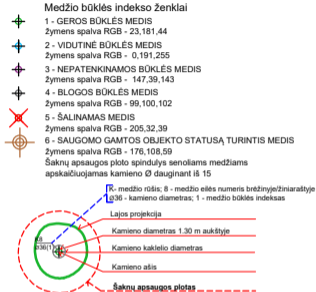 Medžio būklės indekso ženklai
1 - GEROS BŪKLĖS MEDIS
žymens spalva RGB - 23,181,44
2 - VIDUTINĖ BŪKLĖS MEDIS
žymens spalva RGB - 0,191,255
3 - NEPATENKINAMOS BŪKLĖS MEDIS
žymens spalva RGB - 147,39,143
4 - BLOGOS BŪKLĖS MEDIS
žymens spalva RGB - 99,100,102
5 - ŠALINAMAS MEDIS
žymens spalva RGB - 205,32,39
6 - SAUGOMO GAMTOS OBJEKTO STATUSĄ TURINTIS MEDIS
žymens spalva RGB - 176,108,59
Šaknų apsaugos ploto spindulys senoliams medžiams
apskaičiuojamas kamieno Ø dauginant iš 15
K- medžio rūšis; 8 - medžio eilės numeris brėžinyje/žiniaraštyje
Ø36 - kamieno diametras; 1 - medžio būklės indeksas
Lajos projekcija
Kamieno diametras 1.30 m aukštyje
K8
Ø36(1)
Kamieno kaklelio diametras
Kamieno ašis
Šaknų apsaugos plotas